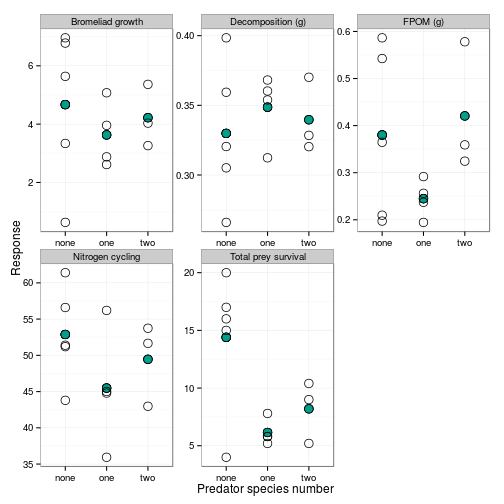 Bromeliad growth
Decomposition (g)
FPOM (g)
6
4
2
0.40
0.35
0.30
0.6
0.5
0.4
0.3
0.2
none one two
none one two
none one two
Response
Nitrogen cycling
Total prey survival
60
55
50
45
40
35
20
15
10
5
none one two
none one two
Predator species number